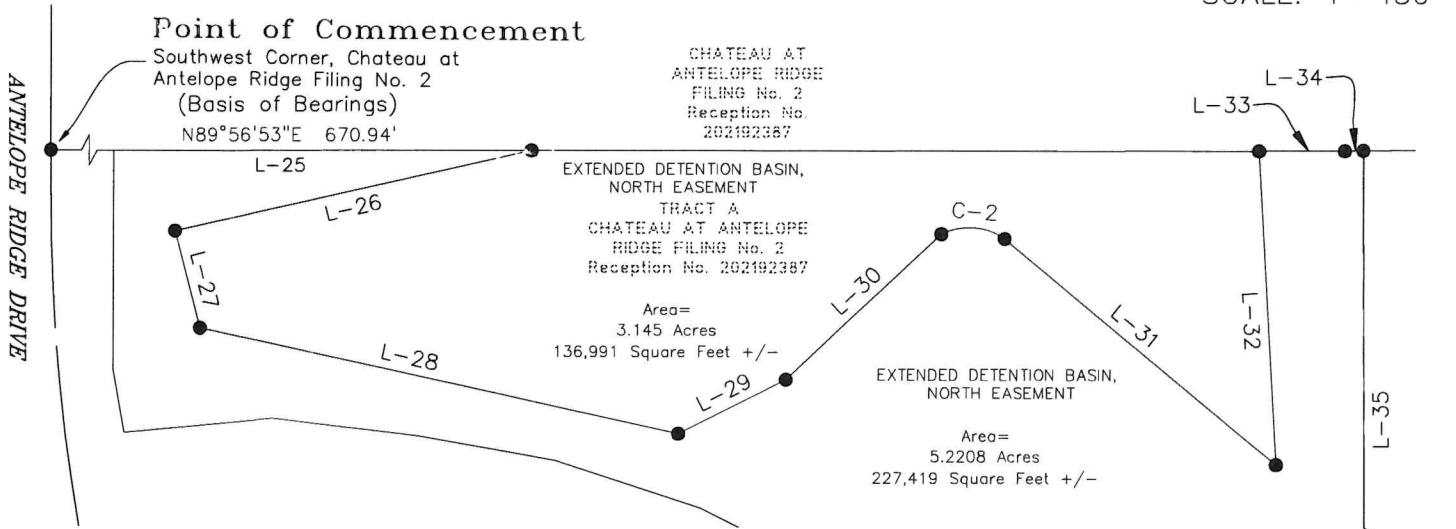 Point of Commencement
Southwest Corner, Chateau at
Antelope Ridge Filing No. 2
(Basis of Bearings)
N89°56'53"E 670.94'
ANTELOPE RIDGE DRIVE
CHATEAU AT
ANTELOPE RIDGE
FILING No. 2
Reception No.
202192387
L-34
L-33
L-25
L-26
L-27
L-28
EXTENDED DETENTION BASIN,
NORTH EASEMENT
TRACT A
CHATEAU AT ANTELOPE
RIDGE FILING No. 2
Reception No. 202192387
Area=
3.145 Acres
136,991 Square Feet +/-
L-29
L-30
C-2
L-31
L-32
L-35
EXTENDED DETENTION BASIN,
NORTH EASEMENT
Area=
5.2208 Acres
227,419 Square Feet +/-